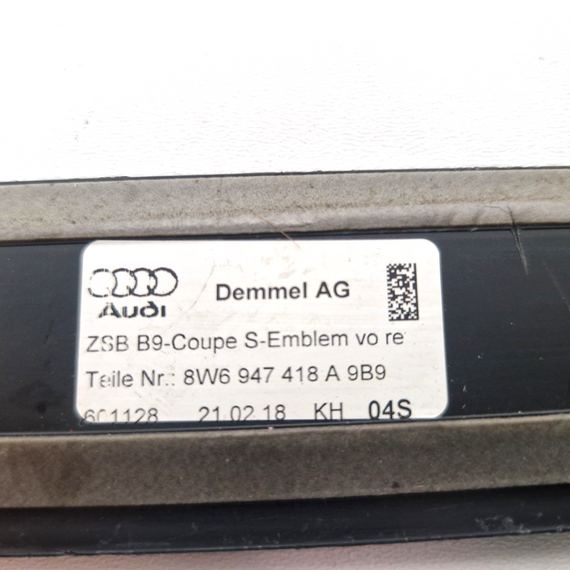 Audi
Demmel AG
ZSB B9-Coupe S-Emblem vo re
Teile Nr.: 8W6 947 418 A 9B9
601128 21.02.18 KH 04S